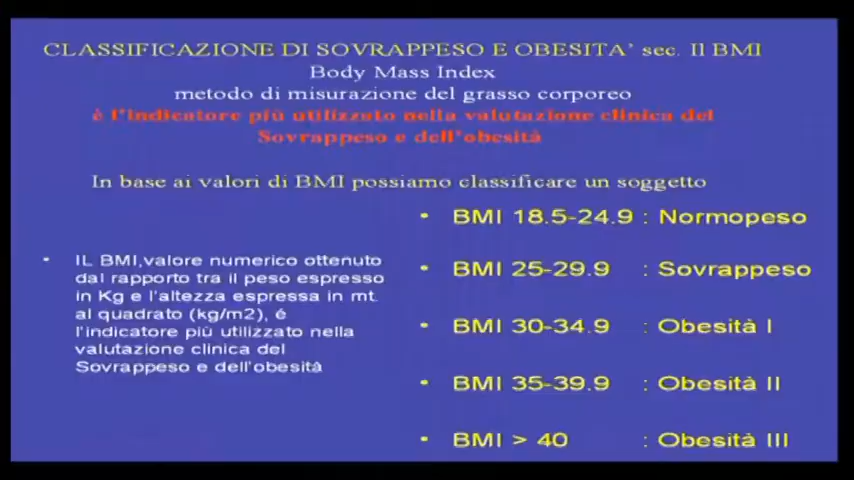 CLASSIFICAZIONE DI SOVRAPPESO E OBESITA' sec. Il BMI
Body Mass Index
metodo di misurazione del grasso corporeo
è l'indicatore più utilizzato nella valutazione clinica del
Sovrappeso e dell'obesità
In base ai valori di BMI possiamo classificare un soggetto
• IL BMI,valore numerico ottenuto
dal rapporto tra il peso espresso
in Kg e l'altezza espressa in mt.
al quadrato (kg/m2), é
l'indicatore più utilizzato nella
valutazione clinica del
Sovrappeso e dell'obesità
• BMI 18.5-24.9 : Normopeso
• BMI 25-29.9 : Sovrappeso
• BMI 30-34.9 : Obesità I
• BMI 35-39.9 : Obesità II
• BMI > 40 : Obesità III